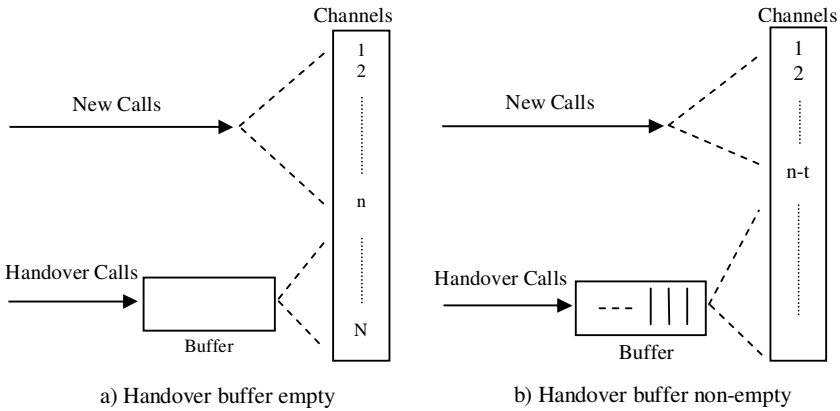 Channels
1
2
New Calls
n
Handover Calls
N
Buffer
a) Handover buffer empty
Channels
1
2
New Calls
n-t
Handover Calls
Buffer
b) Handover buffer non-empty